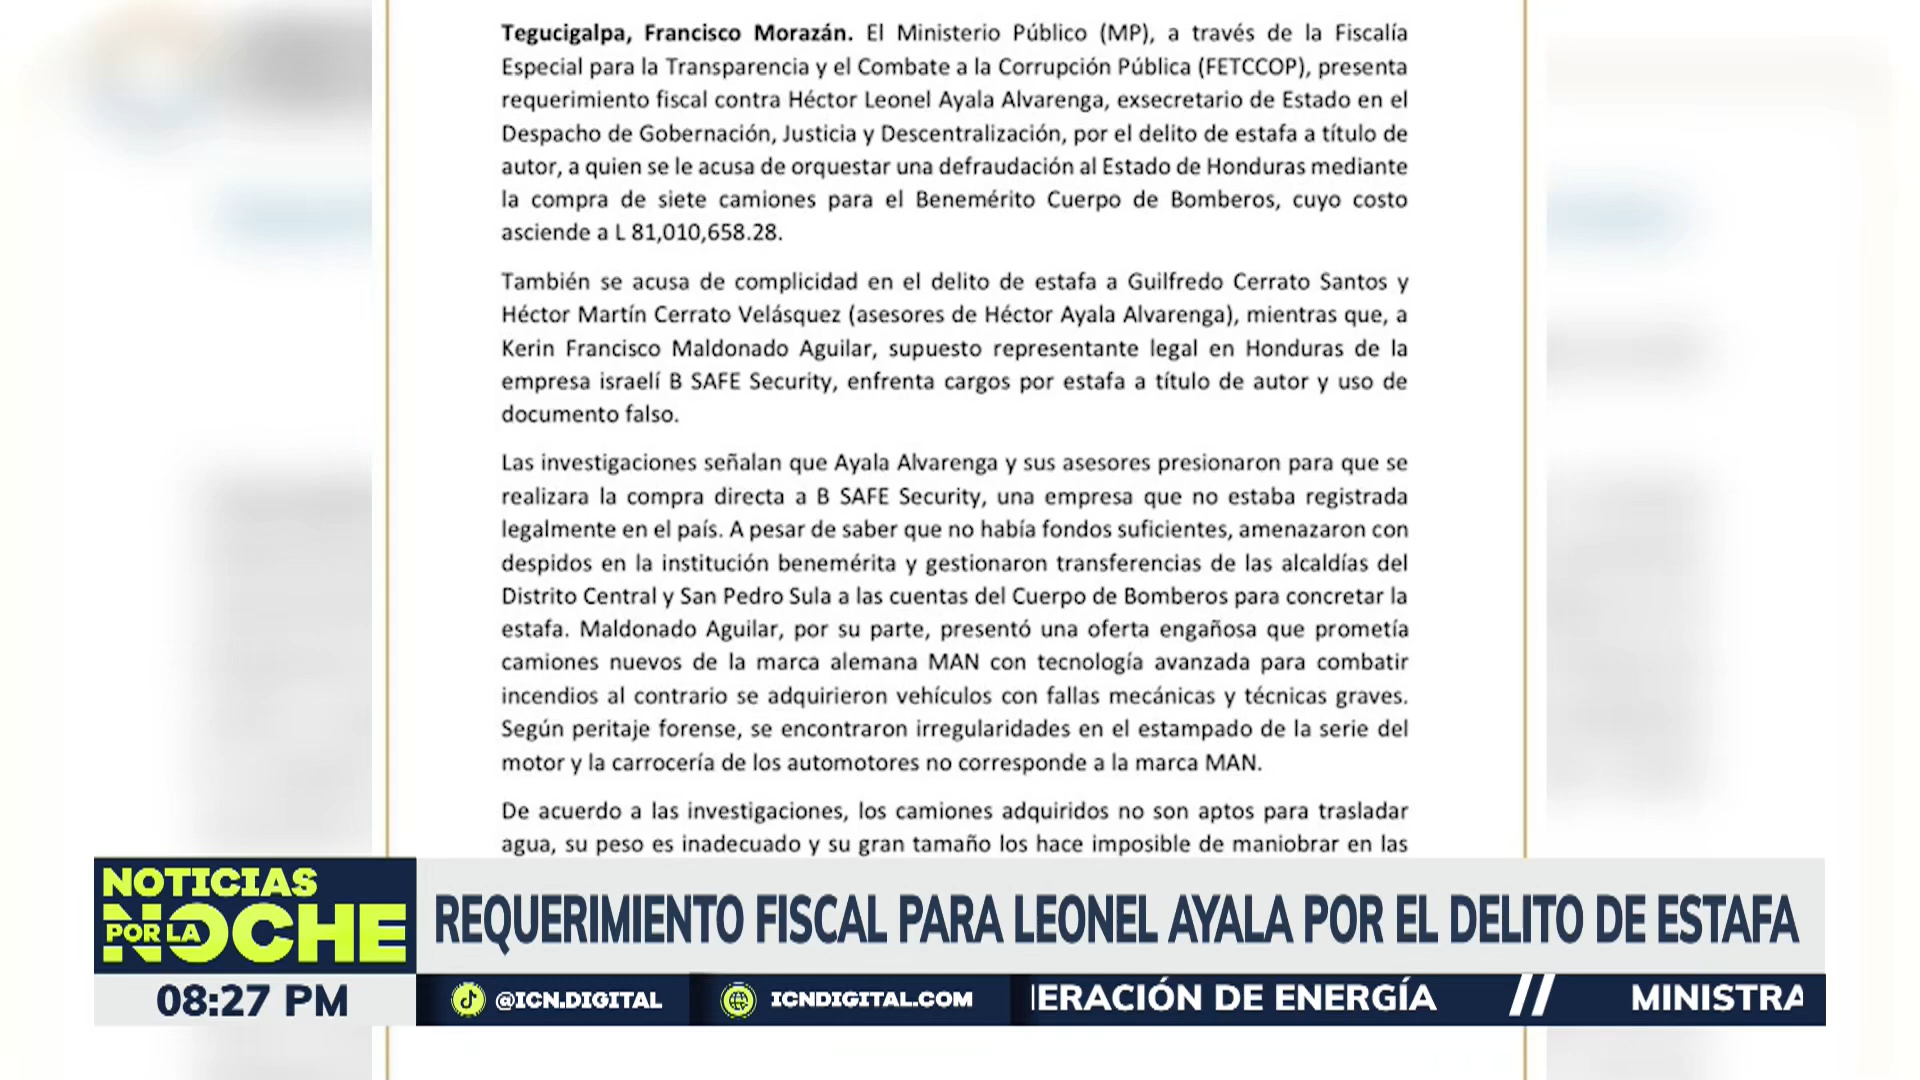 Tegucigalpa, Francisco Morazán. El Ministerio Público (MP), a través de la Fiscalía
Especial para la Transparencia y el Combate a la Corrupción Pública (FETCCOP), presenta
requerimiento fiscal contra Héctor Leonel Ayala Alvarenga, exsecretario de Estado en el
Despacho de Gobernación, Justicia y Descentralización, por el delito de estafa a título de
autor, a quien se le acusa de orquestar una defraudación al Estado de Honduras mediante
la compra de siete camiones para el Benemérito Cuerpo de Bomberos, cuyo costo
asciende a L 81,010,658.28.
También se acusa de complicidad en el delito de estafa a Guilfredo Cerrato Santos y
Héctor Martín Cerrato Velásquez (asesores de Héctor Ayala Alvarenga), mientras que, a
Kerin Francisco Maldonado Aguilar, supuesto representante legal en Honduras de la
empresa israelí B SAFE Security, enfrenta cargos por estafa a título de autor y uso de
documento falso.
Las investigaciones señalan que Ayala Alvarenga y sus asesores presionaron para que se
realizara la compra directa a B SAFE Security, una empresa que no estaba registrada
legalmente en el país. A pesar de saber que no había fondos suficientes, amenazaron con
despidos en la institución benemérita y gestionaron transferencias de las alcaldías del
Distrito Central y San Pedro Sula a las cuentas del Cuerpo de Bomberos para concretar la
estafa. Maldonado Aguilar, por su parte, presentó una oferta engañosa que prometía
camiones nuevos de la marca alemana MAN con tecnología avanzada para combatir
incendios al contrario se adquirieron vehículos con fallas mecánicas y técnicas graves.
Según peritaje forense, se encontraron irregularidades en el estampado de la serie del
motor y la carrocería de los automotores no corresponde a la marca MAN.
De acuerdo a las investigaciones, los camiones adquiridos no son aptos para trasladar
agua, su peso es inadecuado y su gran tamaño los hace imposible de maniobrar en las
NOTICIAS
POR LA NOCHE
REQUERIMIENTO FISCAL PARA LEONEL AYALA POR EL DELITO DE ESTAFA
08:27 PM
@ICN.DIGITAL
ICNDIGITAL.COM
IERACIÓN DE ENERGÍA // MINISTRA